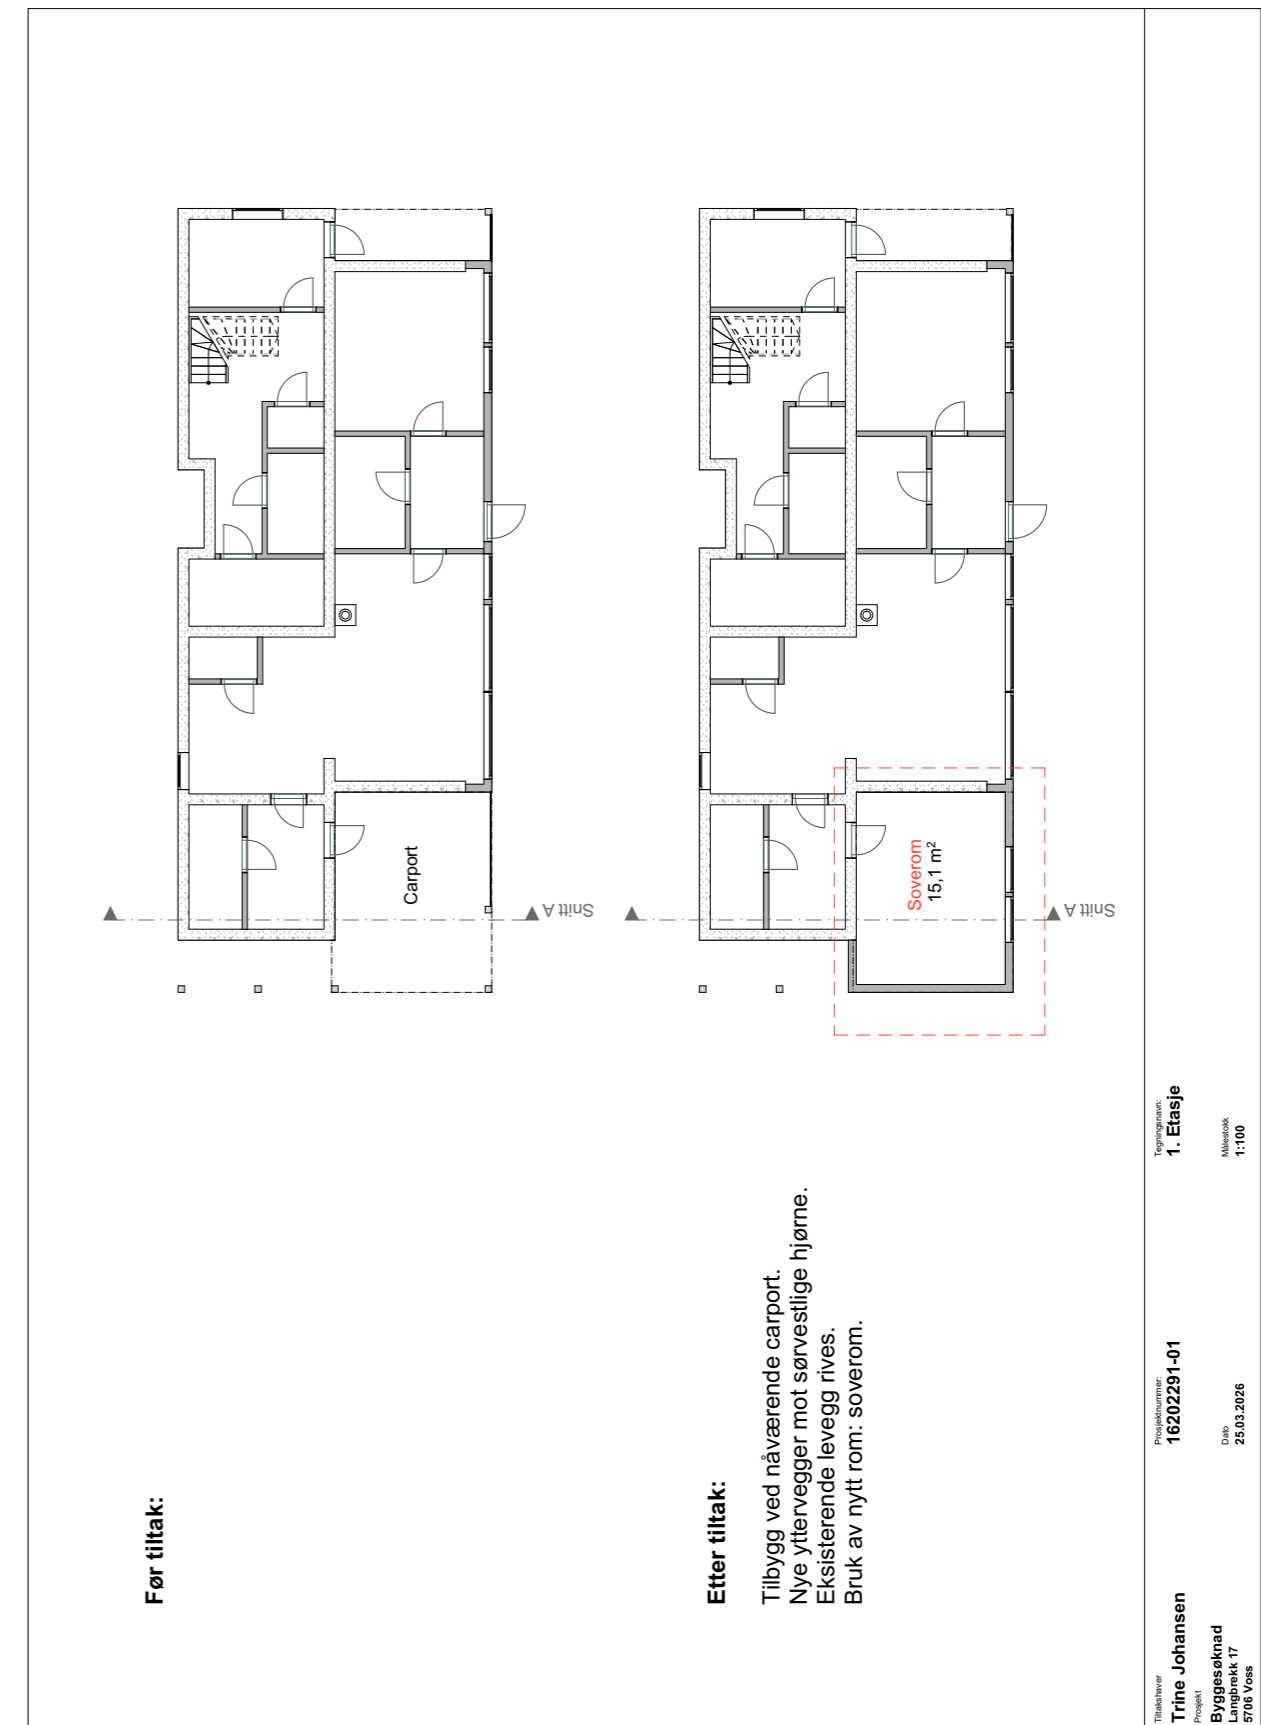 Før tiltak:
Carport
Snitt A
Etter tiltak:
Tilbygg ved nåværende carport.
Nye yttervegger mot sørvestlige hjørne.
Eksisterende levegg rives.
Bruk av nytt rom: soverom.
Soverom
15,1 m²
Snitt A
Tiltakshaver
Trine Johansen
Prosjekt
Byggesøknad
Langbrekk 17
5706 Voss
Prosjektnummer:
16202291-01
Dato
25.03.2026
Tegningsnavn:
1. Etasje
Målestokk
1:100